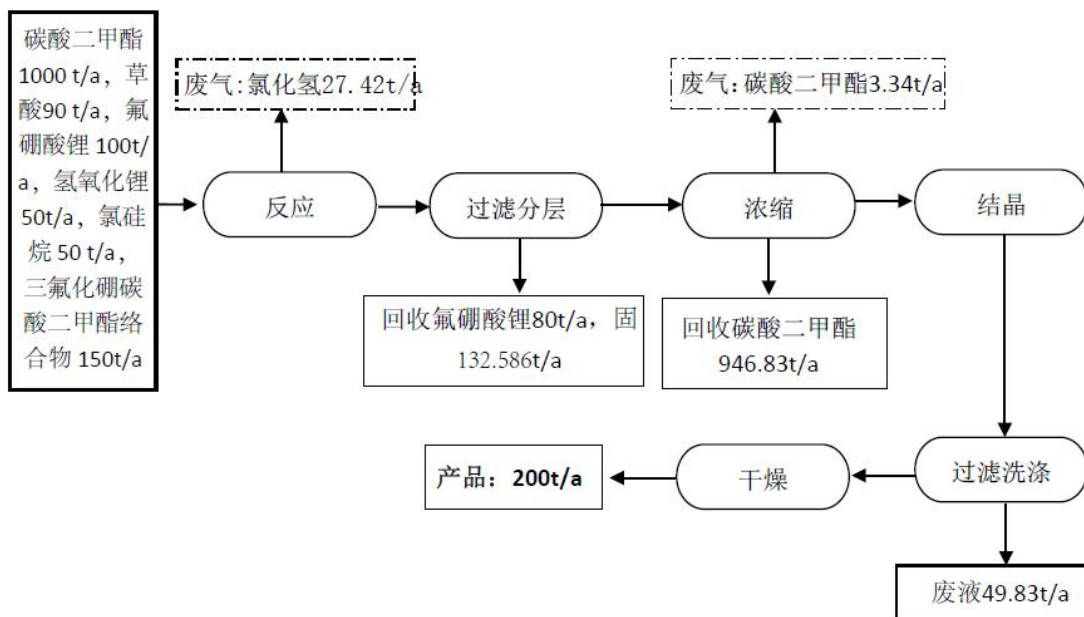 碳酸二甲酯
1000 t/a，草
酸90 t/a，氟
硼酸锂 100t/
a，氢氧化锂
50t/a，氯硅
烷 50 t/a，
三氟化硼碳
酸二甲酯络
合物 150t/a
废气:氯化氢27.42t/a
废气：碳酸二甲酯3.34t/a
反应
过滤分层
浓缩
结晶
回收氟硼酸锂80t/a，固
132.586t/a
回收碳酸二甲酯
946.83t/a
产品：200t/a
干燥
过滤洗涤
废液49.83t/a